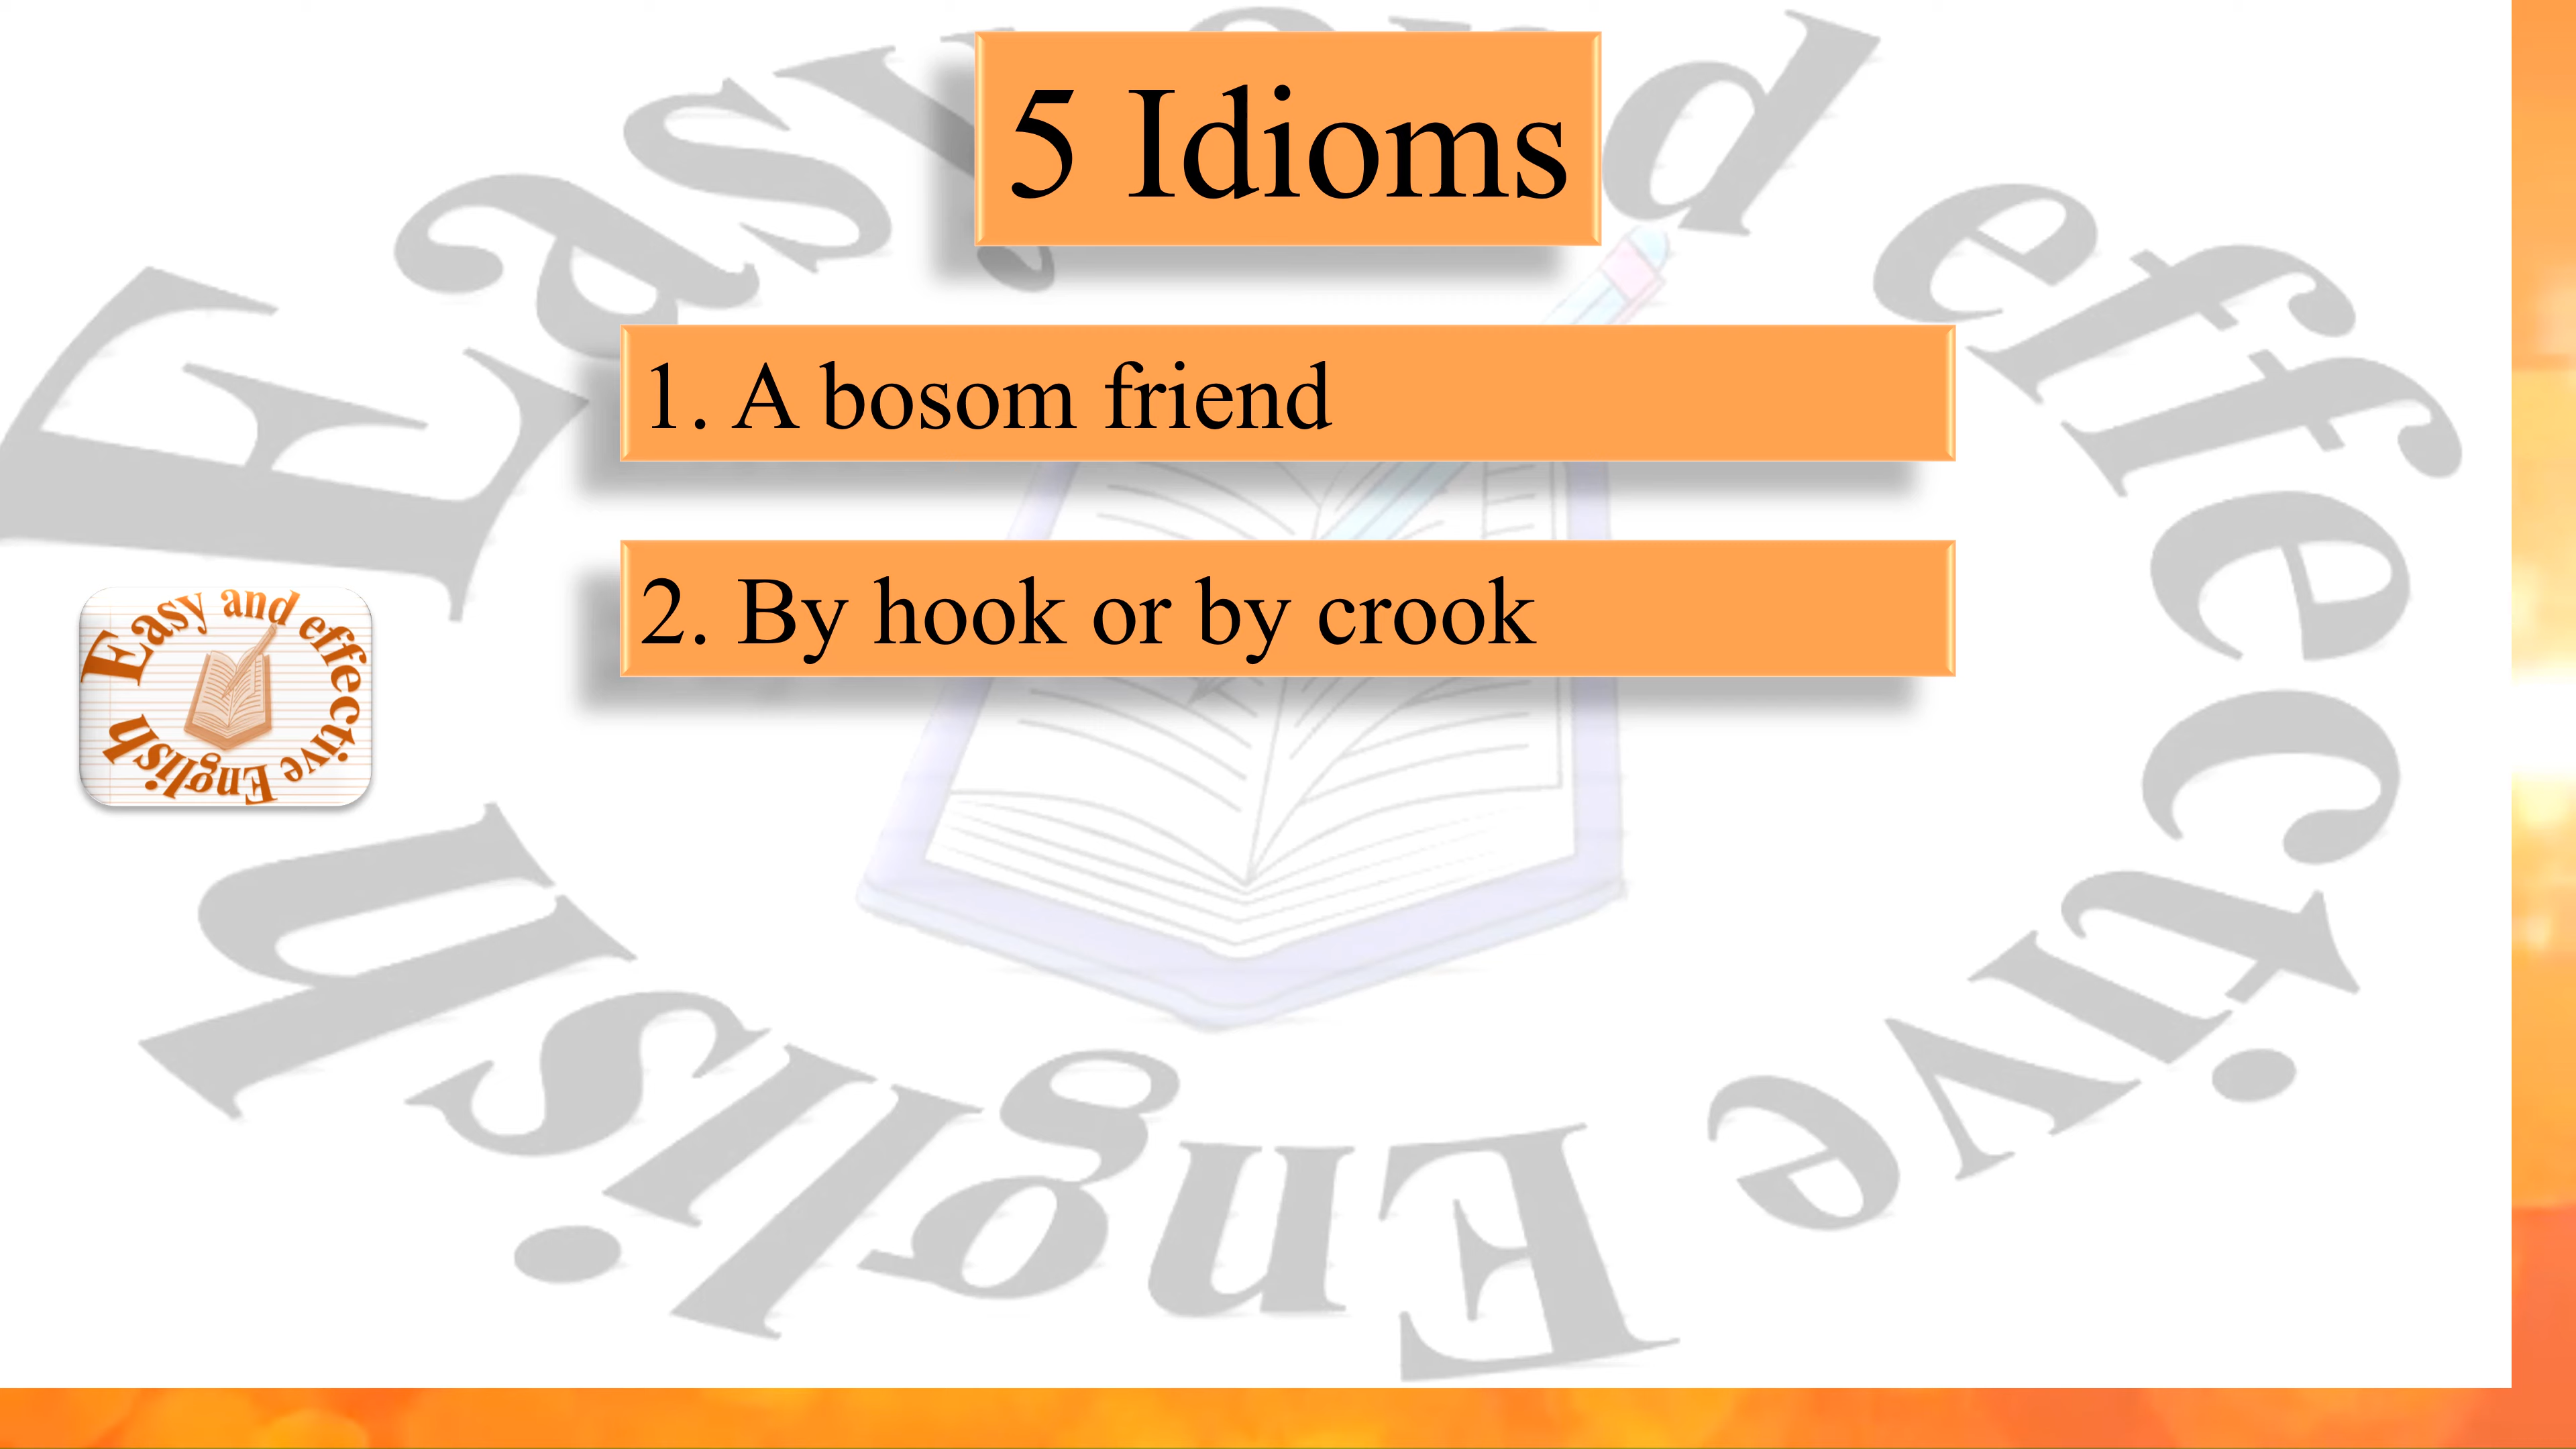 5 Idioms
1. A bosom friend
2. By hook or by crook
Easy and effective English
Easy and effective English